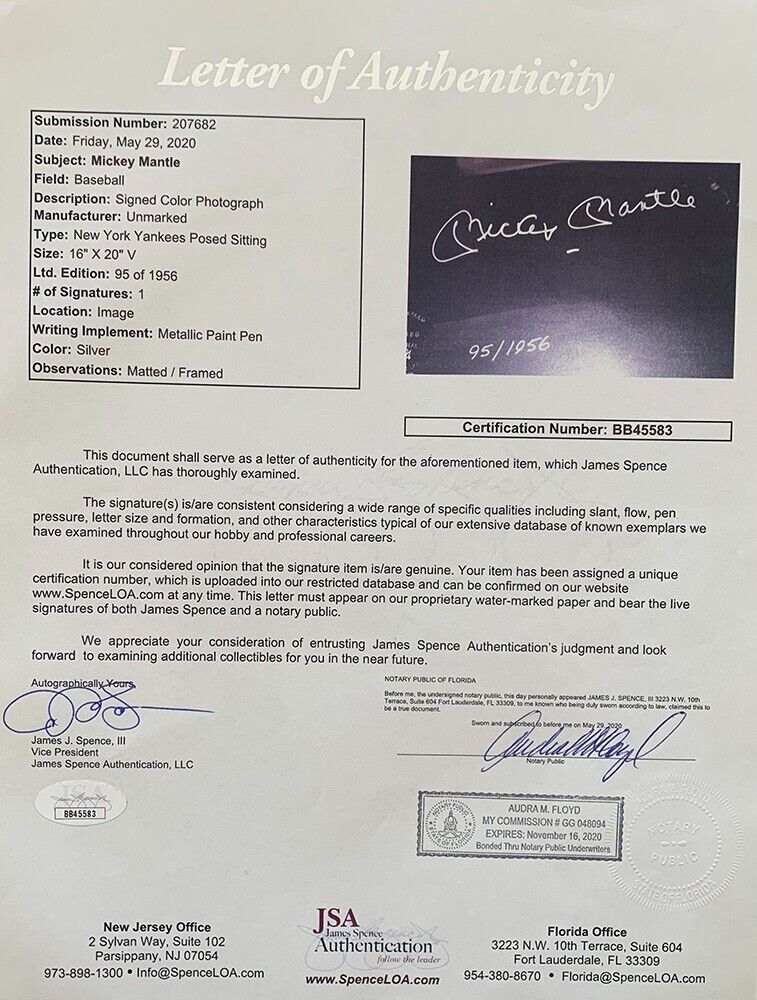 Letter of Authenticity
Submission Number: 207682
Date: Friday, May 29, 2020
Subject: Mickey Mantle
Field: Baseball
Description: Signed Color Photograph
Manufacturer: Unmarked
Type: New York Yankees Posed Sitting
Size: 16" X 20" V
Ltd. Edition: 95 of 1956
# of Signatures: 1
Location: Image
Writing Implement: Metallic Paint Pen
Color: Silver
Observations: Matted / Framed
Mickey Mantle
95/1956
Certification Number: BB45583
This document shall serve as a letter of authenticity for the aforementioned item, which James Spence
Authentication, LLC has thoroughly examined.
The signature(s) is/are consistent considering a wide range of specific qualities including slant, flow, pen
pressure, letter size and formation, and other characteristics typical of our extensive database of known exemplars we
have examined throughout our hobby and professional careers.
It is our considered opinion that the signature item is/are genuine. Your item has been assigned a unique
certification number, which is uploaded into our restricted database and can be confirmed on our website
www.SpenceLOA.com at any time. This letter must appear on our proprietary water-marked paper and bear the live
signatures of both James Spence and a notary public.
We appreciate your consideration of entrusting James Spence Authentication's judgment and look
forward to examining additional collectibles for you in the near future.
Autographically Yours,
James J. Spence, III
Vice President
James Spence Authentication, LLC
JSA
BB45583
NOTARY PUBLIC OF FLORIDA
Before me, the undersigned notary public, this day personally appeared JAMES J. SPENCE, III 3223 N.W. 10th
Terrace, Suite 604 Fort Lauderdale, FL 33309, to me known who being duly sworn according to law, claimed this to
be a true document.
Sworn and subscribed to before me on May 29, 2020
Notary Public
AUDRA M. FLOYD
MY COMMISSION # GG 048094
EXPIRES: November 16, 2020
Bonded Thru Notary Public Underwriters
NOTARY
PUBLIC
New Jersey Office
2 Sylvan Way, Suite 102
Parsippany, NJ 07054
973-898-1300 • Info@SpenceLOA.com
JSA
James Spence
Authentication
follow the leader
www.SpenceLOA.com
Florida Office
3223 N.W. 10th Terrace, Suite 604
Fort Lauderdale, FL 33309
954-380-8670 • Florida@SpenceLOA.com